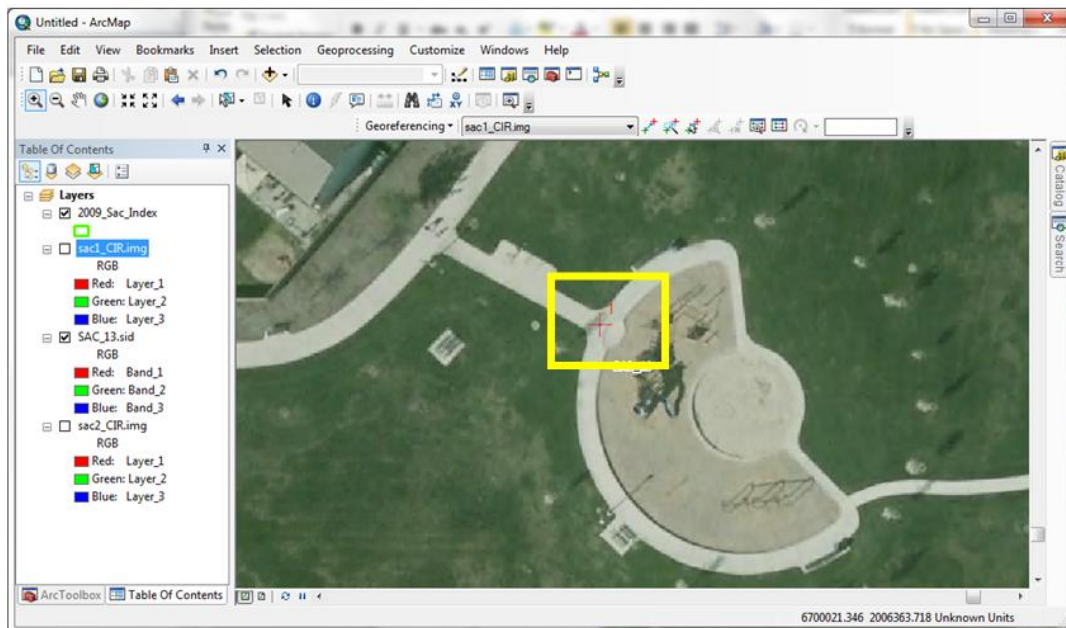 Untitled - ArcMap
File Edit View Bookmarks Insert Selection Geoprocessing Customize Windows Help
Georeferencing sac1_CIR.img
Table Of Contents
Layers
2009_Sac_Index
sac1_CIR.img
RGB
Red: Layer_1
Green: Layer_2
Blue: Layer_3
SAC_13.sid
RGB
Red: Band_1
Green: Band_2
Blue: Band_3
sac2_CIR.img
RGB
Red: Layer_1
Green: Layer_2
Blue: Layer_3
ArcToolbox Table Of Contents
1
Catalog
Search
6700021.346 2006363.718 Unknown Units